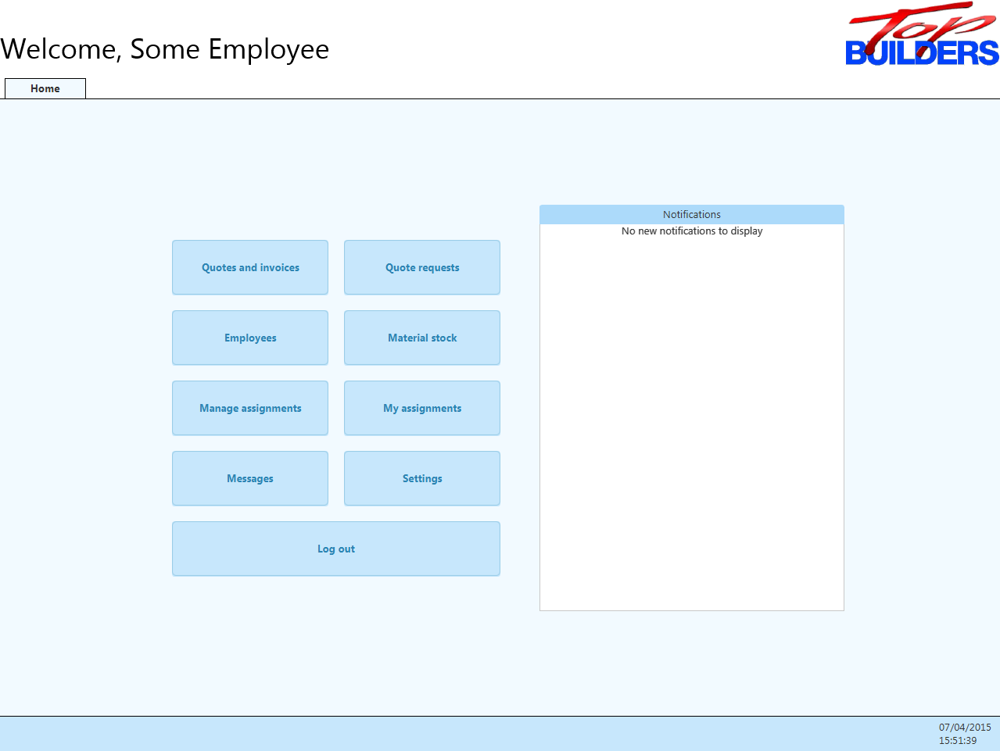 Top
BUILDERS
Welcome, Some Employee
Home
Notifications
No new notifications to display
Quotes and invoices
Quote requests
Employees
Material stock
Manage assignments
My assignments
Messages
Settings
Log out
07/04/2015
15:51:39